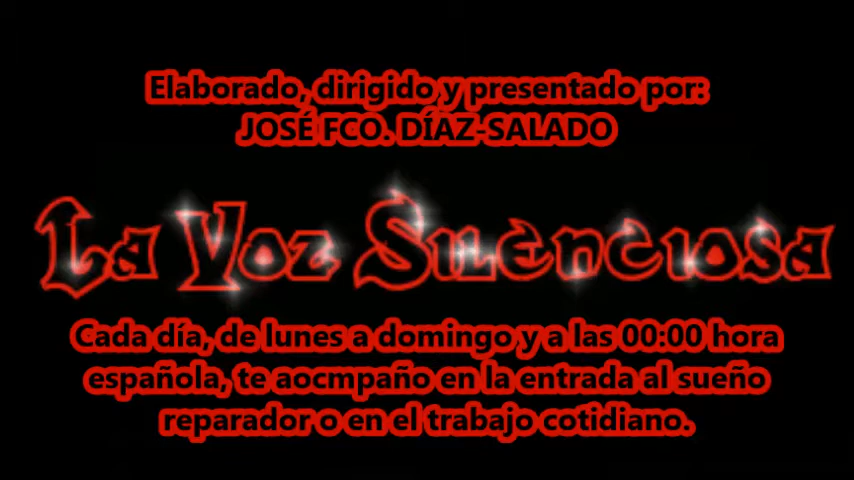 Elaborado, dirigido y presentado por:
JOSÉ FCO. DÍAZ-SALADO
La Voz Silenciosa
Cada día, de lunes a domingo y a las 00:00 hora
española, te aocmpaño en la entrada al sueño
reparador o en el trabajo cotidiano.